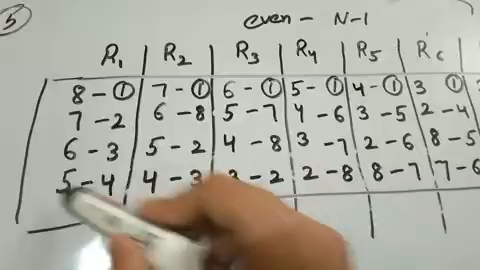 5
even - N-1
R1 R2 R3 R4 R5 R6
8-① 7-① 6-① 5-① 4-① 3 ①
7-2 6-8 5-7 4-6 3-5 2-4
6-3 5-2 4-8 3-7 2-6 8-5
5-4 4-3 3-2 2-8 8-7 7-6